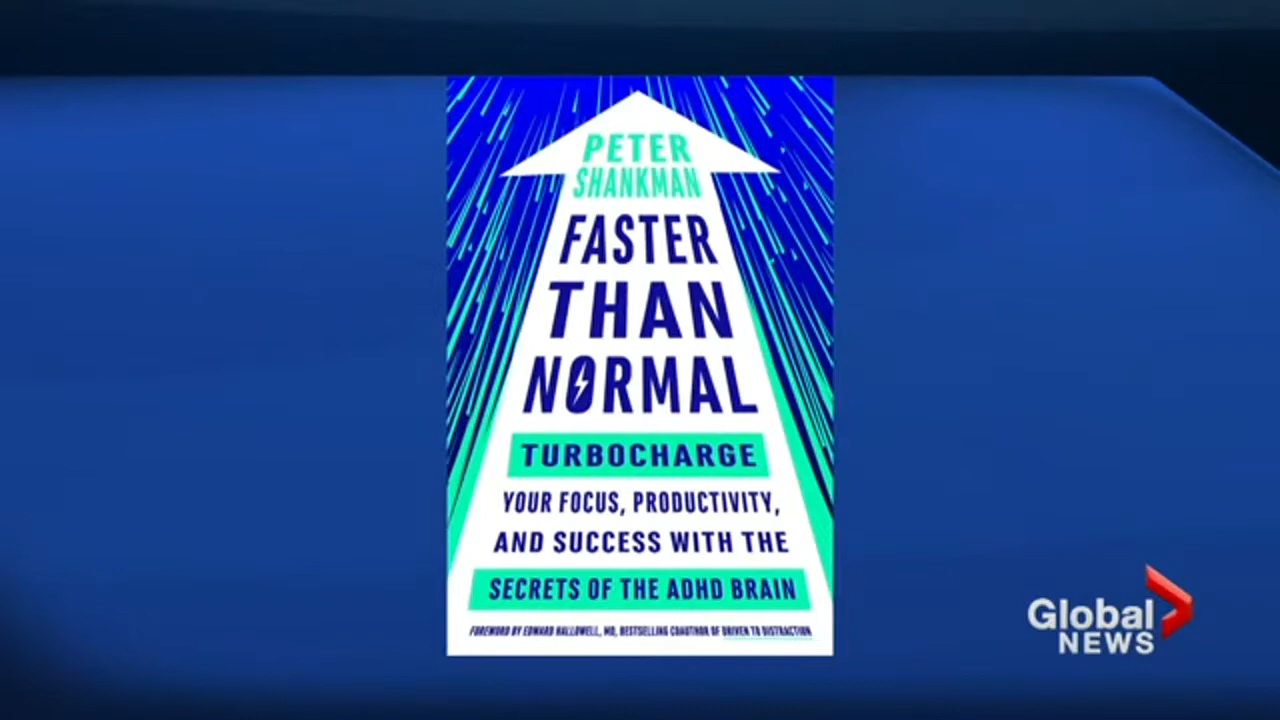 PETER
SHANKMAN
FASTER
THAN
NORMAL
TURBOCHARGE
YOUR FOCUS, PRODUCTIVITY,
AND SUCCESS WITH THE
SECRETS OF THE ADHD BRAIN
FOREWORD BY EDWARD HALLOWELL, MD, BESTSELLING COAUTHOR OF DRIVEN TO DISTRACTION
Global
NEWS